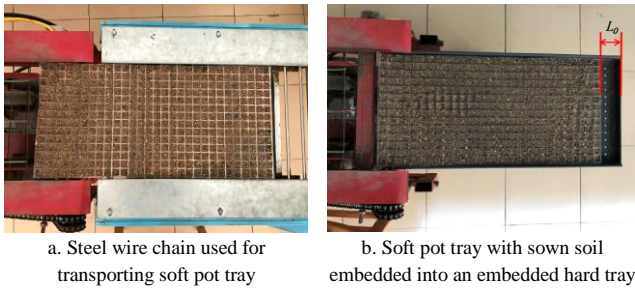 L₀
a. Steel wire chain used for
transporting soft pot tray
b. Soft pot tray with sown soil
embedded into an embedded hard tray